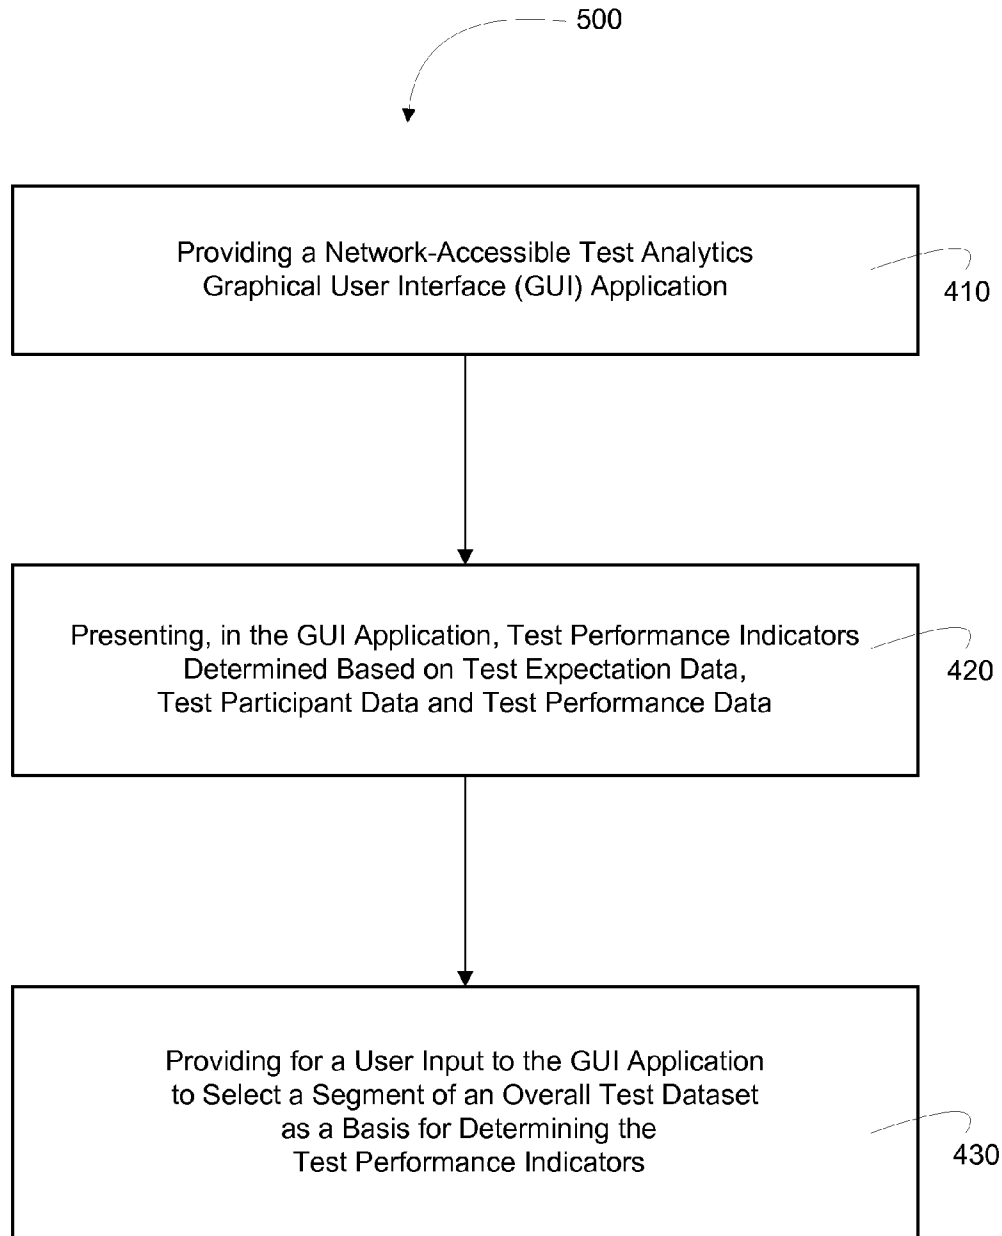 500
Providing a Network-Accessible Test Analytics
Graphical User Interface (GUI) Application
410
Presenting, in the GUI Application, Test Performance Indicators
Determined Based on Test Expectation Data,
Test Participant Data and Test Performance Data
420
Providing for a User Input to the GUI Application
to Select a Segment of an Overall Test Dataset
as a Basis for Determining the
Test Performance Indicators
430